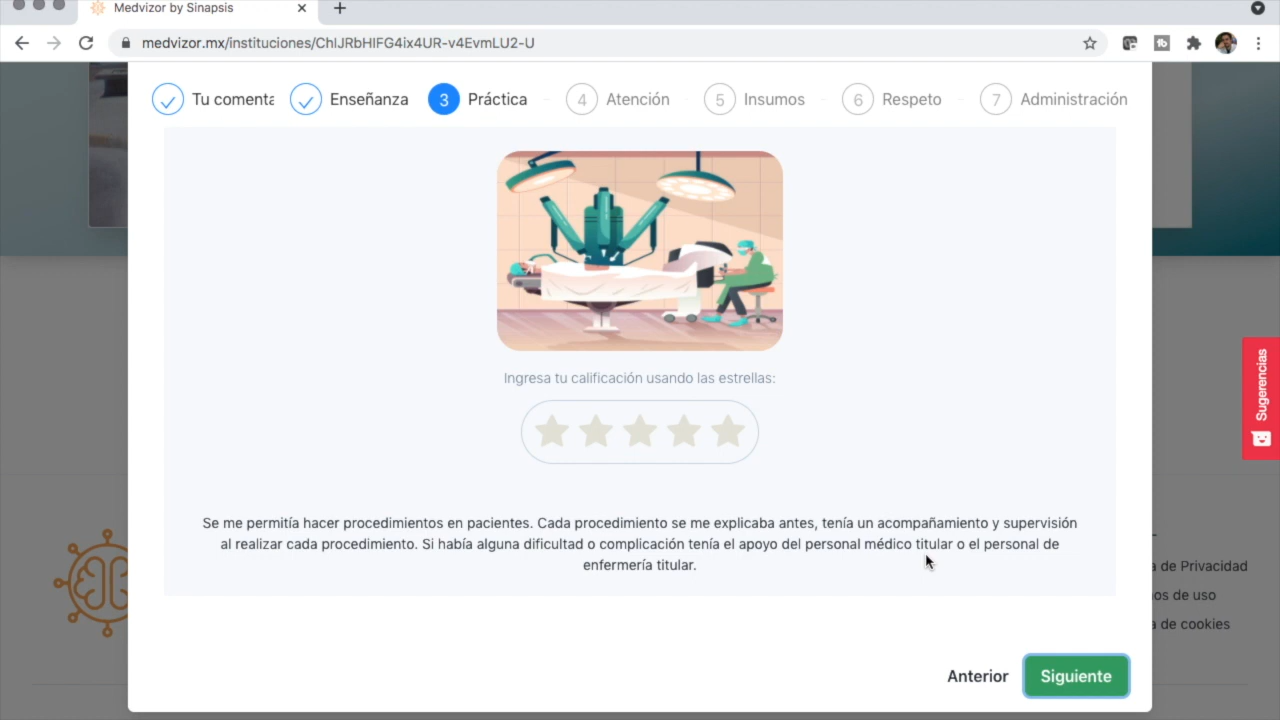 Medvizor by Sinapsis
medvizor.mx/instituciones/ChIJRbHIFG4ix4UR-v4EvmLU2-U
Tu comenta
Enseñanza
3 Práctica
4 Atención
5 Insumos
6 Respeto
7 Administración
Ingresa tu calificación usando las estrellas:
Sugerencias
Se me permitía hacer procedimientos en pacientes. Cada procedimiento se me explicaba antes, tenía un acompañamiento y supervisión
al realizar cada procedimiento. Si había alguna dificultad o complicación tenía el apoyo del personal médico titular o el personal de
enfermería titular.
a de Privacidad
os de uso
a de cookies
Anterior
Siguiente